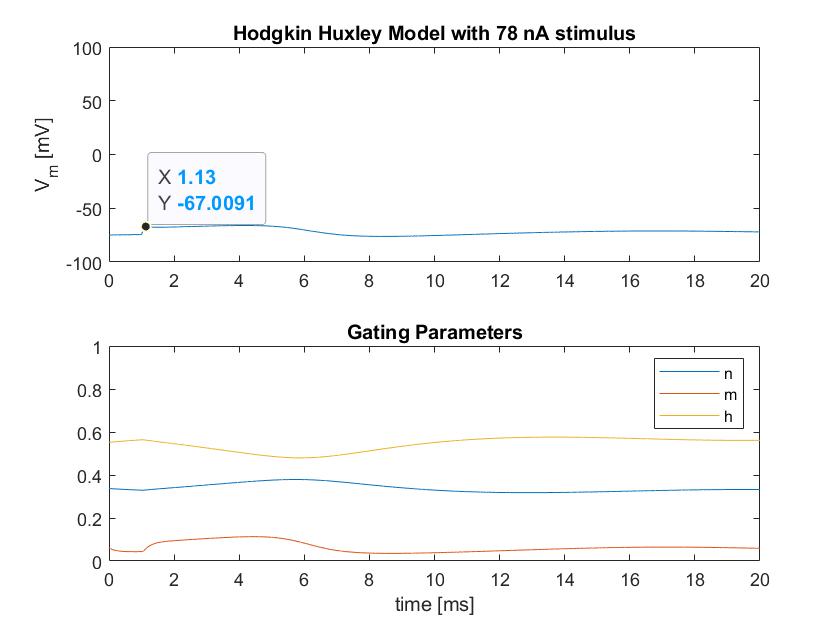 Hodgkin Huxley Model with 78 nA stimulus
100
50
0
-50
-100
V_m [mV]
X 1.13
Y -67.0091
0 2 4 6 8 10 12 14 16 18 20
Gating Parameters
1
0.8
0.6
0.4
0.2
0
n
m
h
0 2 4 6 8 10 12 14 16 18 20
time [ms]